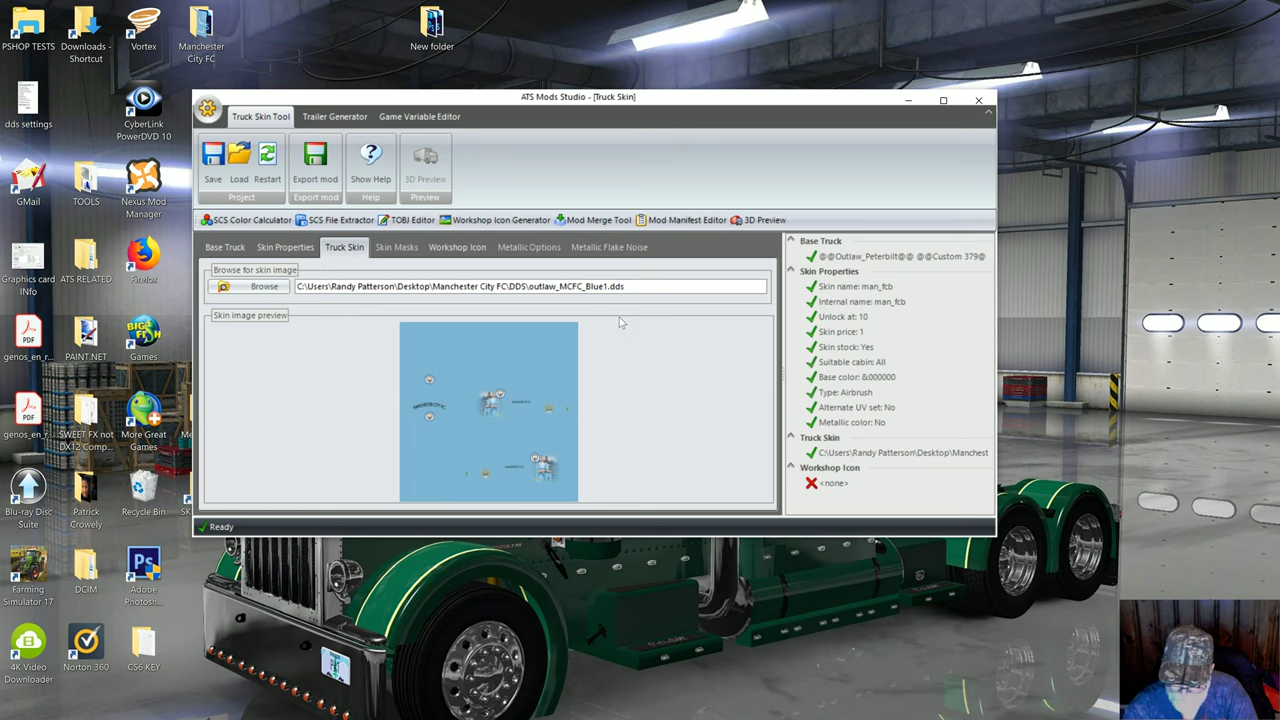 PSHOP TESTS
Downloads -
Shortcut
Vortex
Manchester
City FC
New folder
dds settings
CyberLink
PowerDVD 10
GMail
TOOLS
Nexus Mod
Manager
Graphics card
INFo
ATS RELATED
Firefox
genos_en_r...
PAINT.NET
Games
genos_en_r...
SWEET FX not
DX12 Comp...
More Great
Games
Blu-ray Disc
Suite
Patrick
Crowely
Recycle Bin
Farming
Simulator 17
DCIM
Adobe
Photosh...
4K Video
Downloader
Norton 360
CS6 KEY
ATS Mods Studio - [Truck Skin]
Truck Skin Tool
Trailer Generator
Game Variable Editor
Save
Load
Restart
Export mod
Show Help
3D Preview
Project
Export mod
Help
Preview
SCS Color Calculator
SCS File Extractor
TOBJ Editor
Workshop Icon Generator
Mod Merge Tool
Mod Manifest Editor
3D Preview
Base Truck
Skin Properties
Truck Skin
Skin Masks
Workshop Icon
Metallic Options
Metallic Flake Noise
Browse for skin image
Browse
C:\Users\Randy Patterson\Desktop\Manchester City FC\DDS\outlaw_MCFC_Blue1.dds
Skin image preview
MANCHESTER CITY FC
Base Truck
@@Outlaw_Peterbilt@@ @@Custom 379@
Skin Properties
Skin name: man_fcb
Internal name: man_fcb
Unlock at: 10
Skin price: 1
Skin stock: Yes
Suitable cabin: All
Base color: &000000
Type: Airbrush
Alternate UV set: No
Metallic color: No
Truck Skin
C:\Users\Randy Patterson\Desktop\Manchest
Workshop Icon
<none>
Ready